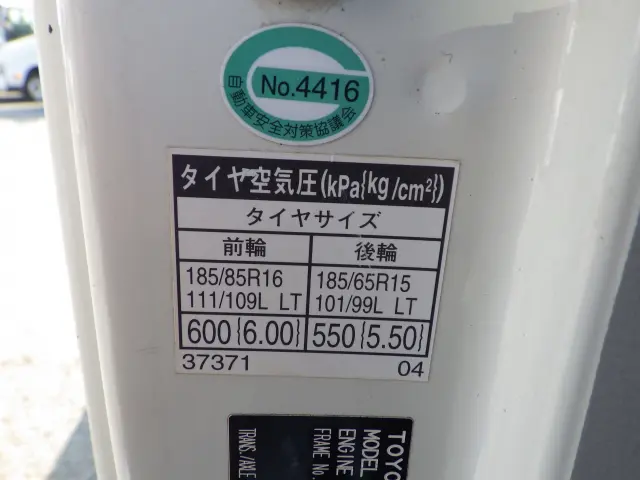 No.4416
自動車安全対策協議会
タイヤ空気圧(kPa{kg/cm²})
タイヤサイズ
前輪 後輪
185/85R16 185/65R15
111/109L LT 101/99L LT
600{6.00} 550{5.50}
37371 04
TOYO
MODEL
ENGINE
FRAME No.
TRANS./AXLE